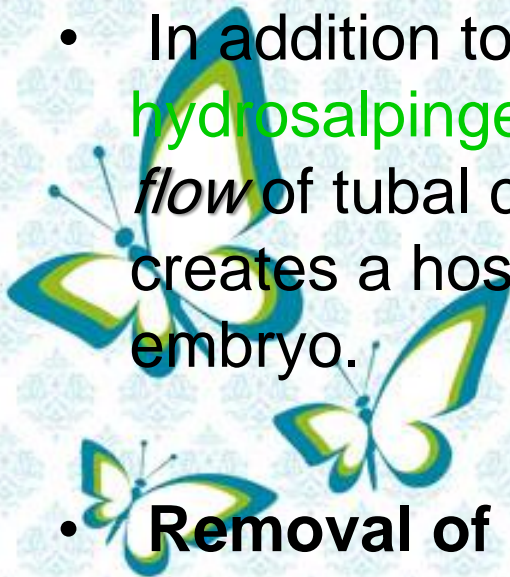 • In addition to
hydrosalpinge
flow of tubal
creates a hos
embryo.
• Removal of